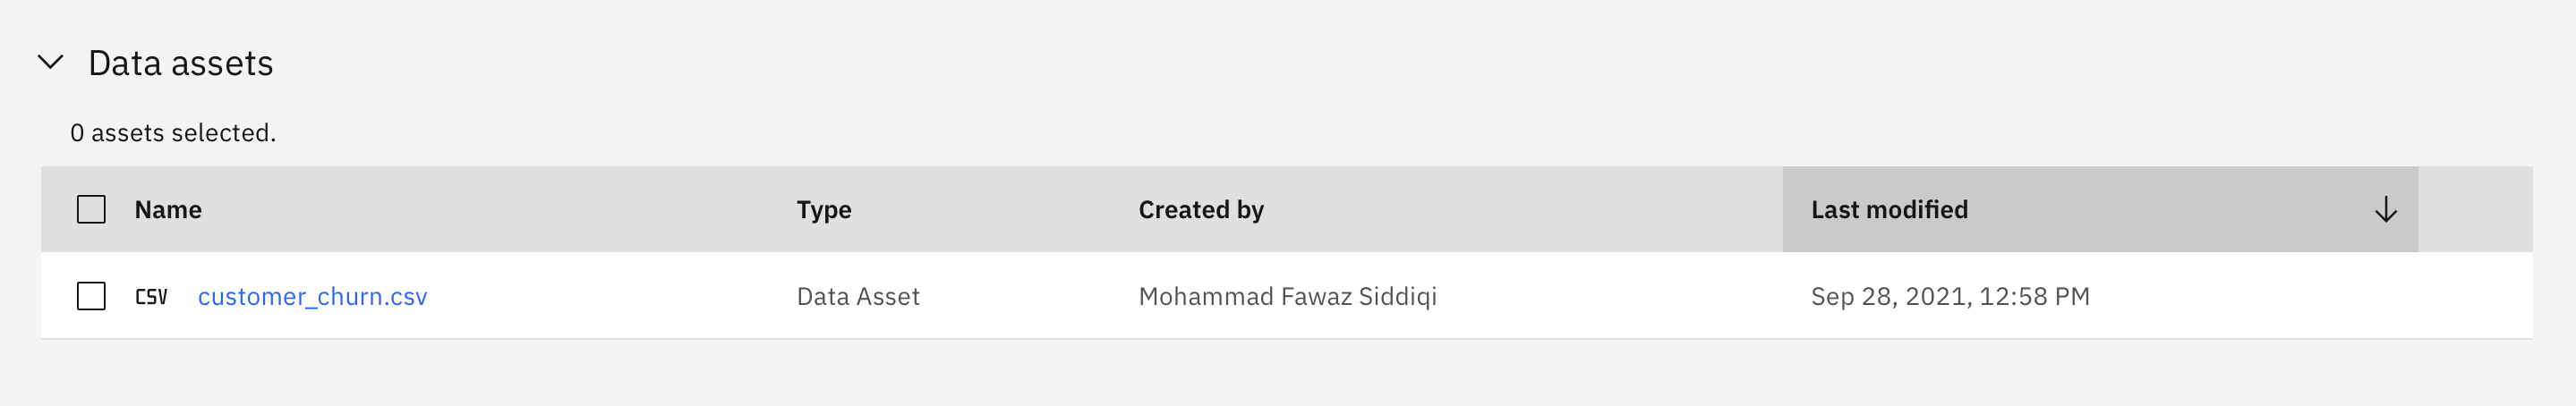 Data assets
0 assets selected.
Name Type Created by Last modified
CSV customer_churn.csv Data Asset Mohammad Fawaz Siddiqi Sep 28, 2021, 12:58 PM